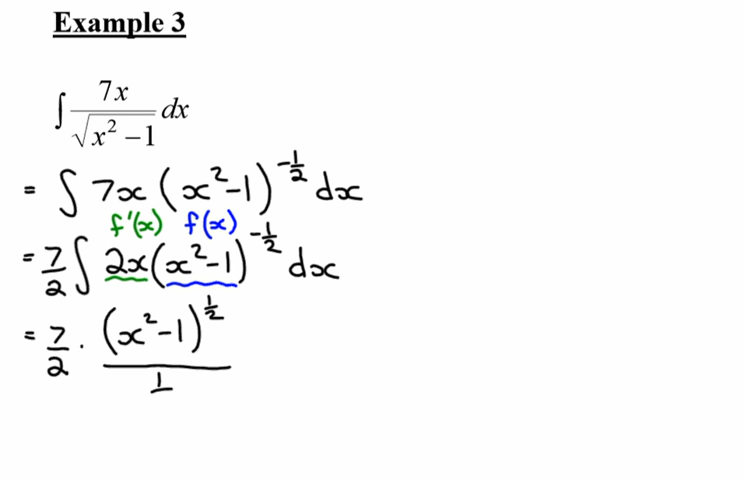 Example 3
∫ 7x / √(x² − 1) dx
= ∫ 7x (x² − 1)^(−1/2) dx
f'(x) f(x)
= 7/2 ∫ 2x (x² − 1)^(−1/2) dx
= 7/2 · (x² − 1)^(1/2) / 1